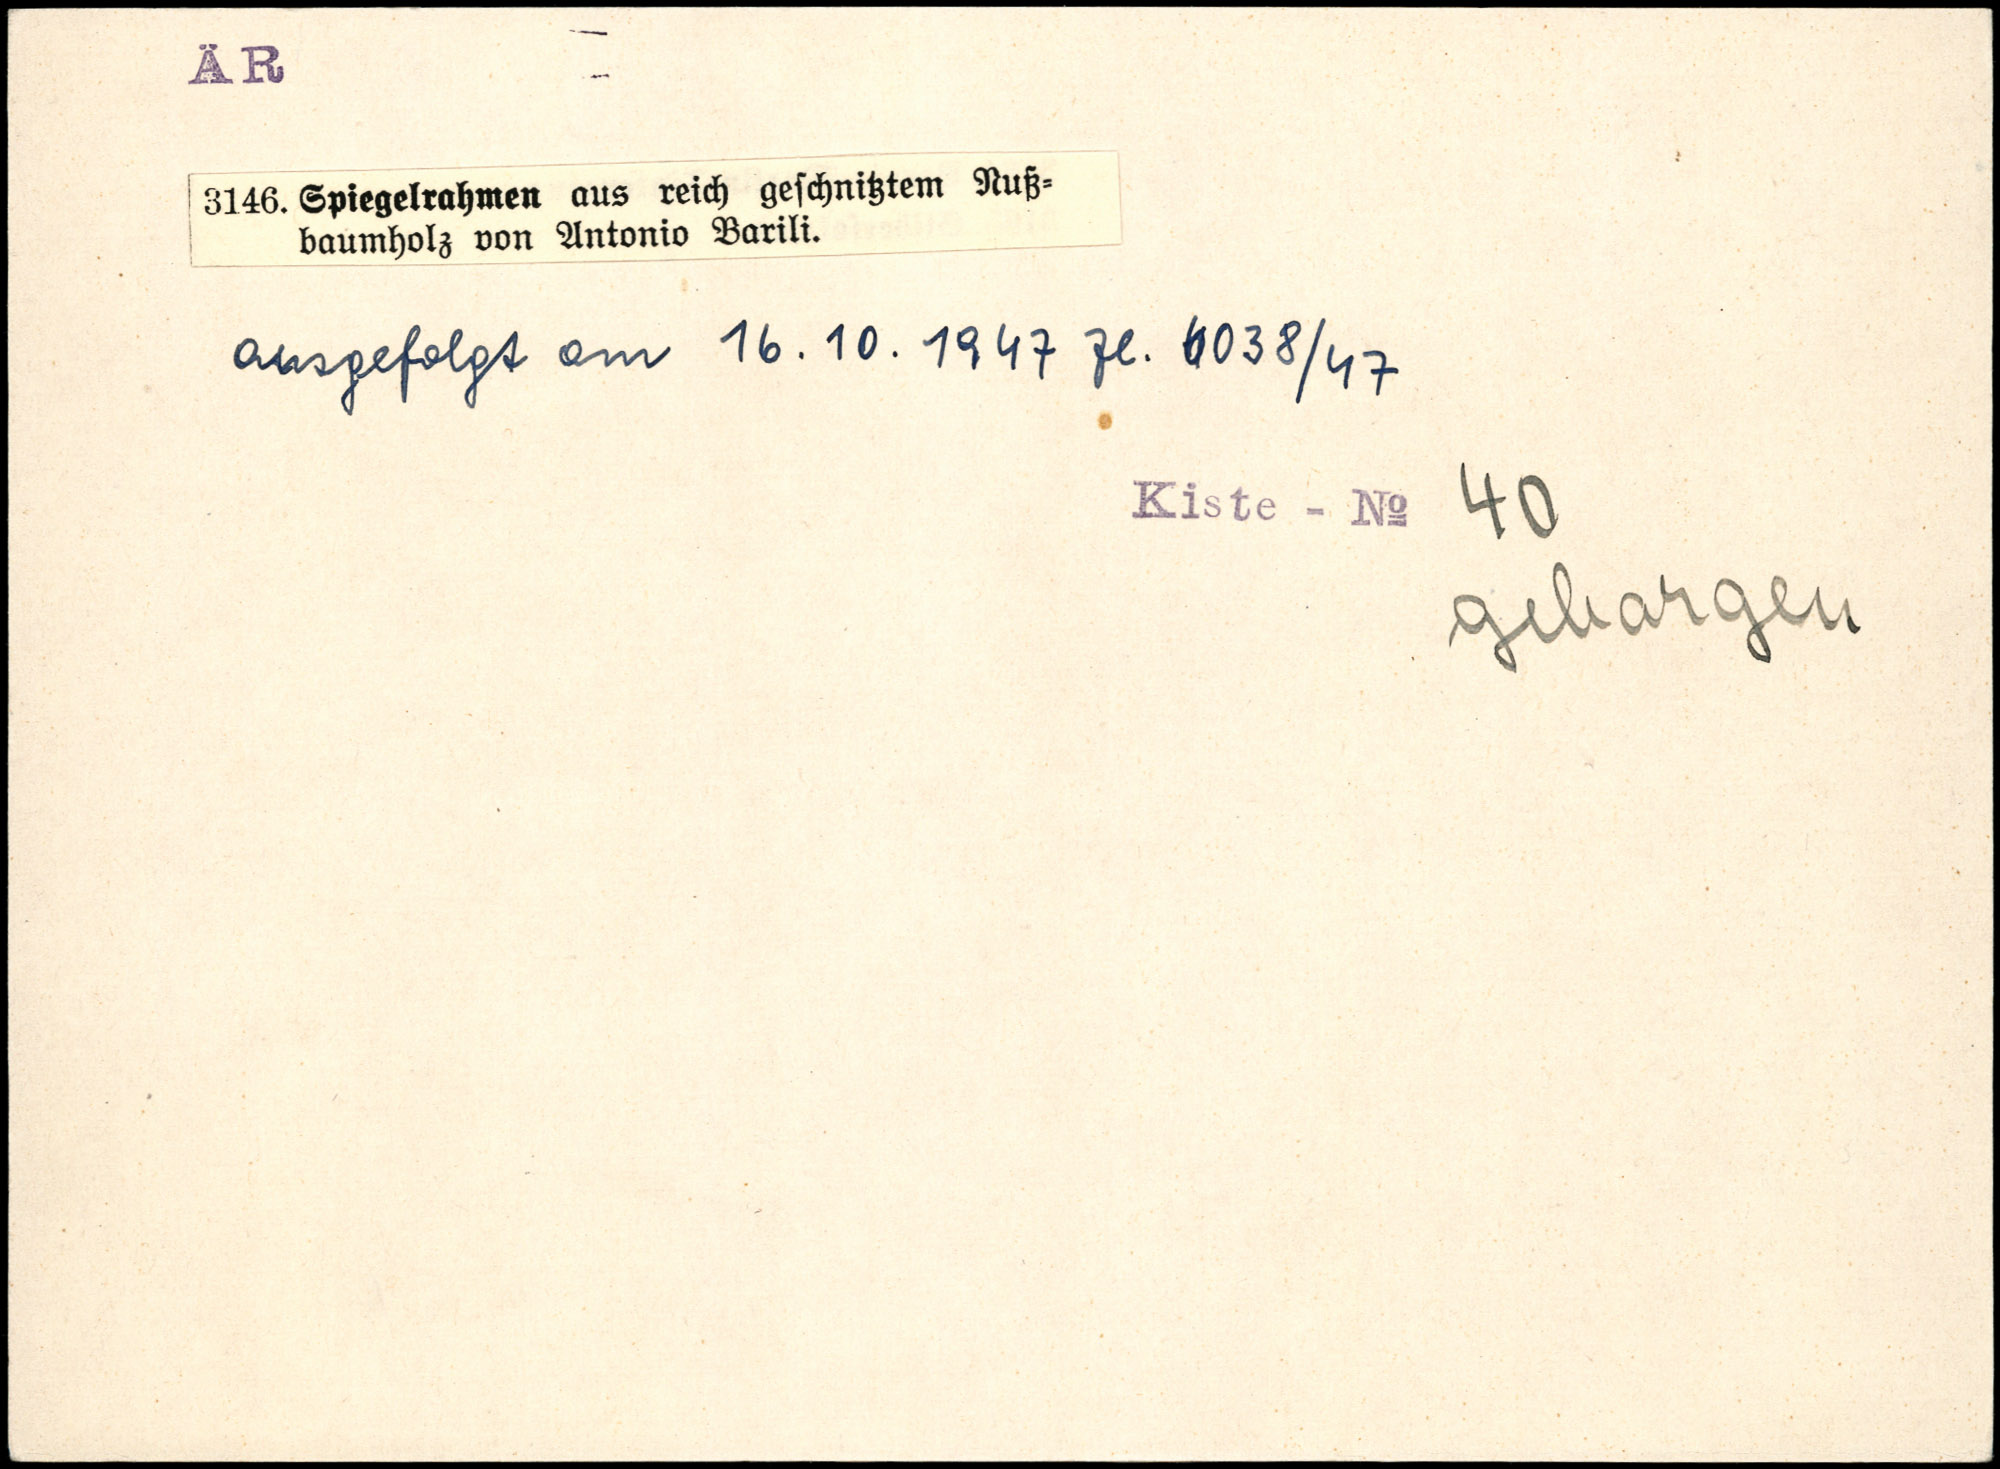 ÄR
3146. Spiegelrahmen aus reich geschnitztem Nuß-
baumholz von Antonio Barili.
ausgefolgt am 16. 10. 1947 Zl. 6038/47
Kiste - № 40
geborgen